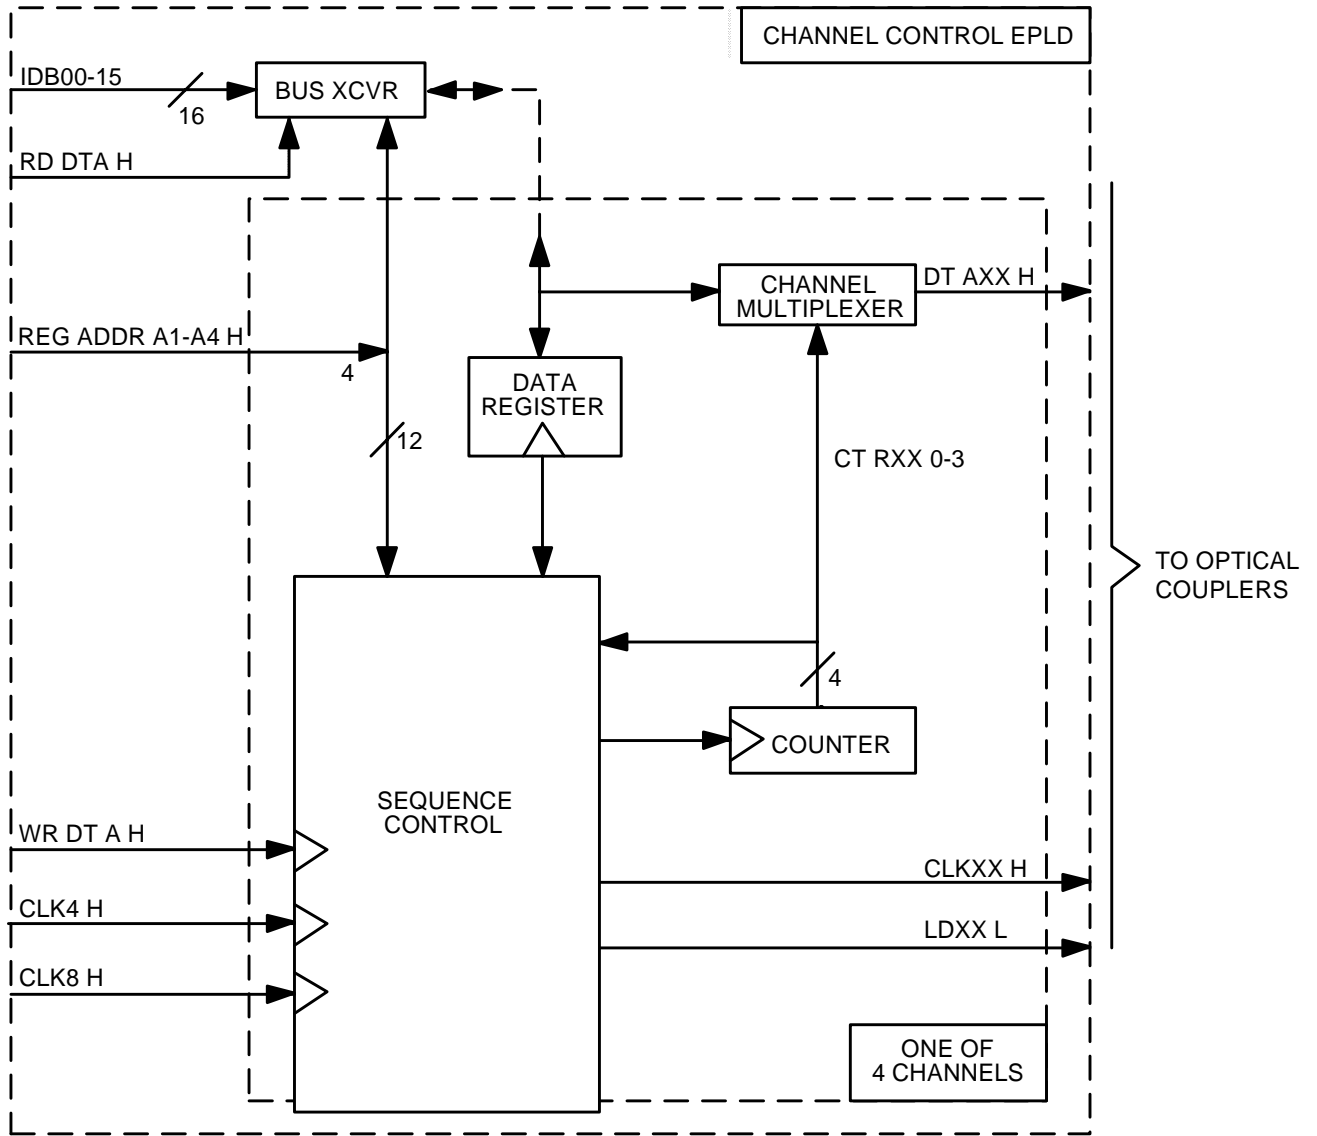 CHANNEL CONTROL EPLD
IDB00-15
BUS XCVR
16
RD DTA H
CHANNEL
MULTIPLEXER
DT AXX H
REG ADDR A1-A4 H
4
DATA
REGISTER
12
CT RXX 0-3
TO OPTICAL
COUPLERS
4
COUNTER
SEQUENCE
CONTROL
WR DT A H
CLKXX H
CLK4 H
LDXX L
CLK8 H
ONE OF
4 CHANNELS